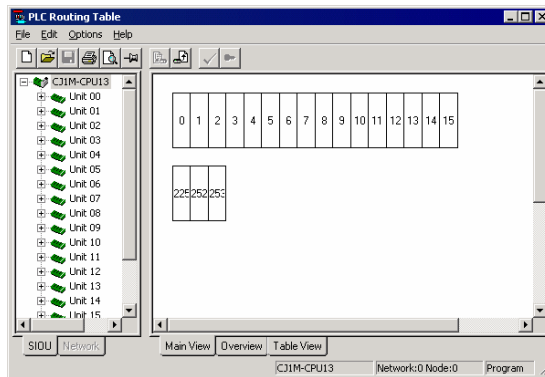 PLC Routing Table
File Edit Options Help
CJ1M-CPU13
Unit 00
Unit 01
Unit 02
Unit 03
Unit 04
Unit 05
Unit 06
Unit 07
Unit 08
Unit 09
Unit 10
Unit 11
Unit 12
Unit 13
Unit 14
Unit 15
0 1 2 3 4 5 6 7 8 9 10 11 12 13 14 15
225 252 253
SIOU Network
Main View Overview Table View
CJ1M-CPU13 Network:0 Node:0 Program